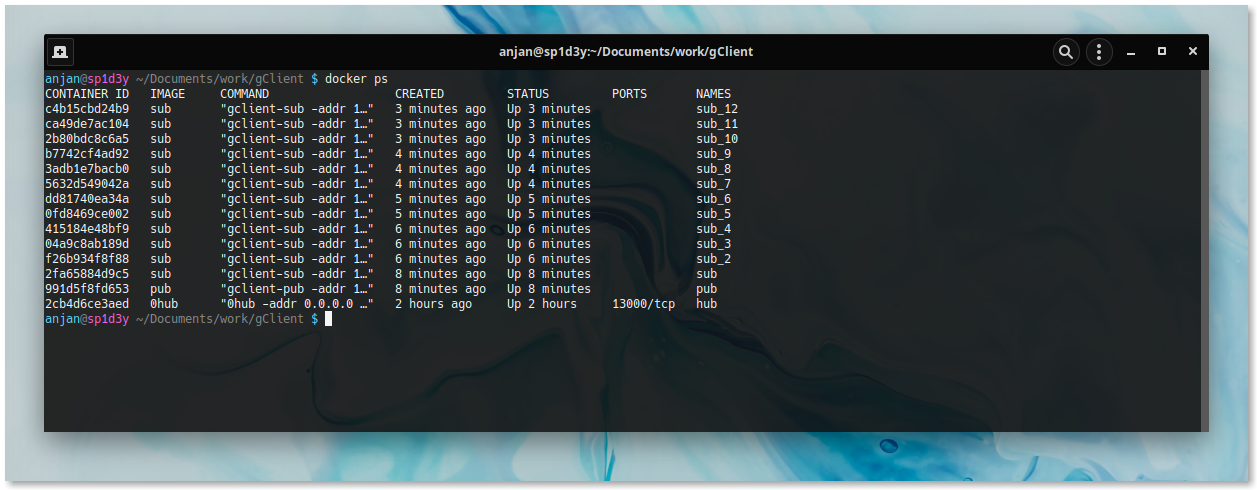 anjan@sp1d3y:~/Documents/work/gClient
anjan@sp1d3y ~/Documents/work/gClient $ docker ps
CONTAINER ID IMAGE COMMAND CREATED STATUS PORTS NAMES
c4b15cbd24b9 sub "gclient-sub -addr 1…" 3 minutes ago Up 3 minutes sub_12
ca49de7ac104 sub "gclient-sub -addr 1…" 3 minutes ago Up 3 minutes sub_11
2b80bdc8c6a5 sub "gclient-sub -addr 1…" 3 minutes ago Up 3 minutes sub_10
b7742cf4ad92 sub "gclient-sub -addr 1…" 4 minutes ago Up 4 minutes sub_9
3adb1e7bacb0 sub "gclient-sub -addr 1…" 4 minutes ago Up 4 minutes sub_8
5632d549042a sub "gclient-sub -addr 1…" 4 minutes ago Up 4 minutes sub_7
dd81740ea34a sub "gclient-sub -addr 1…" 5 minutes ago Up 5 minutes sub_6
0fd8469ce002 sub "gclient-sub -addr 1…" 5 minutes ago Up 5 minutes sub_5
415184e48bf9 sub "gclient-sub -addr 1…" 6 minutes ago Up 6 minutes sub_4
04a9c8ab189d sub "gclient-sub -addr 1…" 6 minutes ago Up 6 minutes sub_3
f26b934f8f88 sub "gclient-sub -addr 1…" 6 minutes ago Up 6 minutes sub_2
2fa65884d9c5 sub "gclient-sub -addr 1…" 8 minutes ago Up 8 minutes sub
991d5f8fd653 pub "gclient-pub -addr 1…" 8 minutes ago Up 8 minutes pub
2cb4d6ce3aed 0hub "0hub -addr 0.0.0.0 …" 2 hours ago Up 2 hours 13000/tcp hub
anjan@sp1d3y ~/Documents/work/gClient $